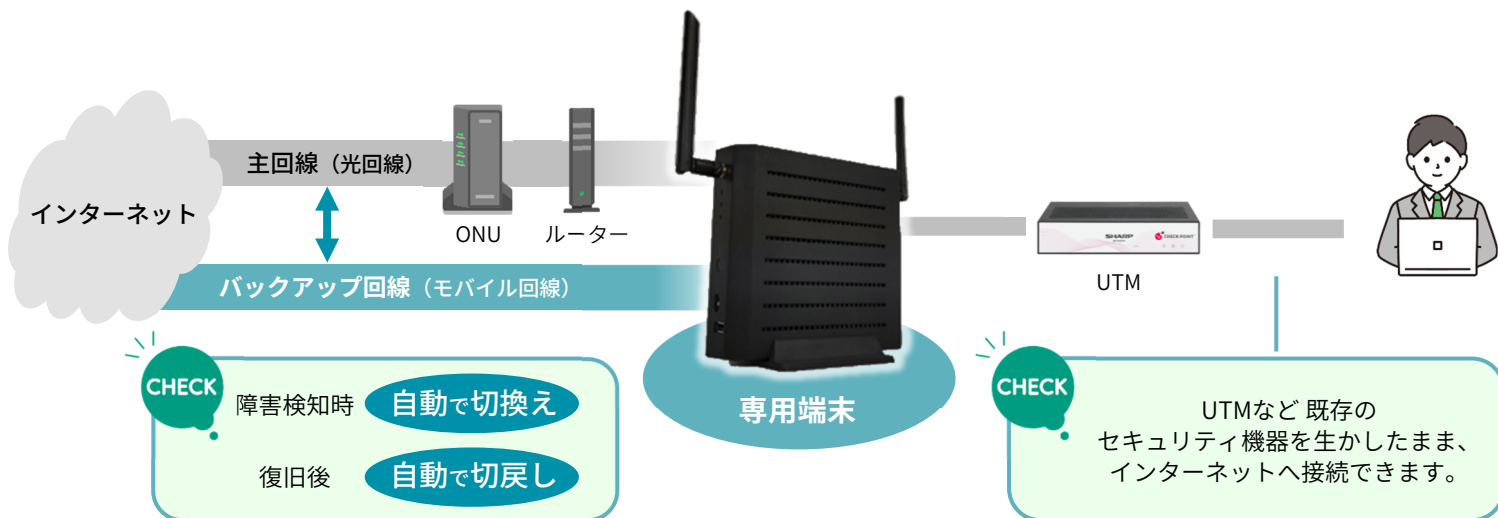 インターネット
主回線（光回線）
ONU
ルーター
バックアップ回線（モバイル回線）
SHARP
CHECK POINT
UTM
専用端末
CHECK
障害検知時 自動で切換え
復旧後 自動で切戻し
CHECK
UTMなど 既存の
セキュリティ機器を生かしたまま、
インターネットへ接続できます。